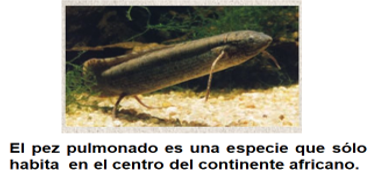 El pez pulmonado es una especie que sólo
habita en el centro del continente africano.